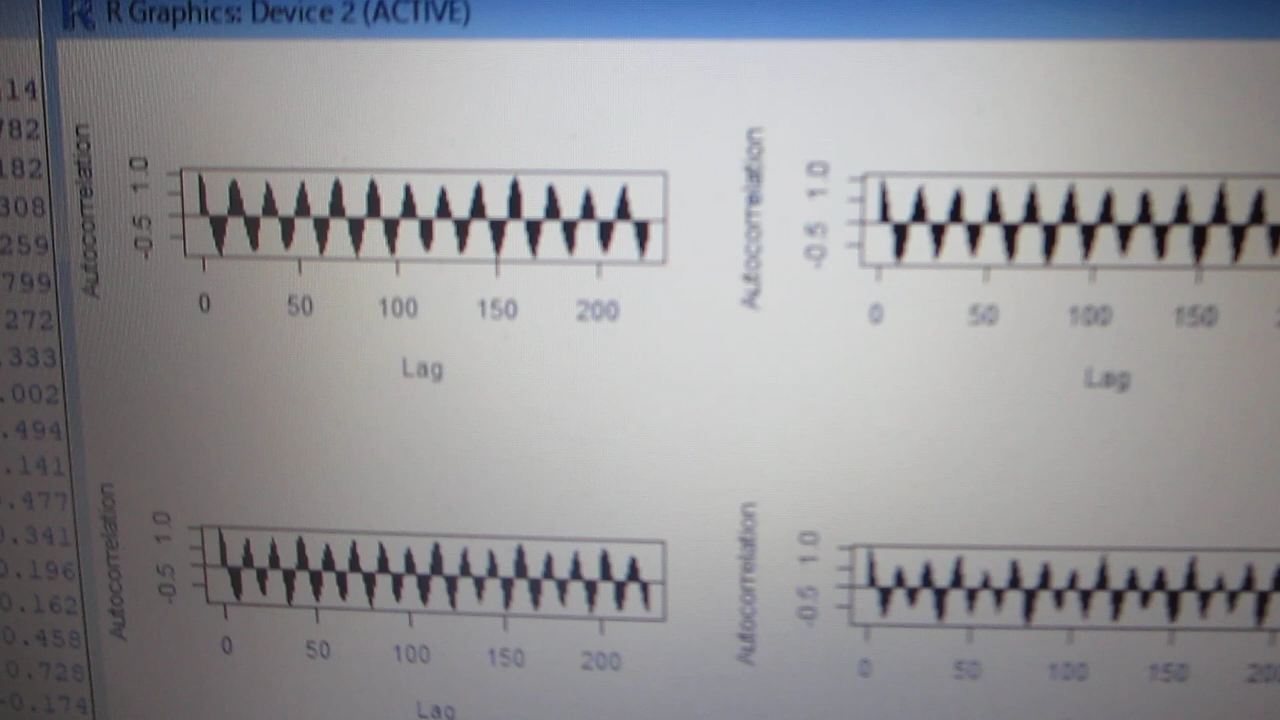 R Graphics: Device 2 (ACTIVE)
.14
782
182
308
259
799
272
.333
.002
.494
.141
.477
0.341
0.196
0.162
0.458
0.728
-0.174
Autocorrelation
-0.5 1.0
0 50 100 150 200
Lag
Autocorrelation
-0.5 1.0
0 50 100 150
Lag
Autocorrelation
-0.5 1.0
0 50 100 150 200
Lag
Autocorrelation
-0.5 1.0
0 50 100 150 20